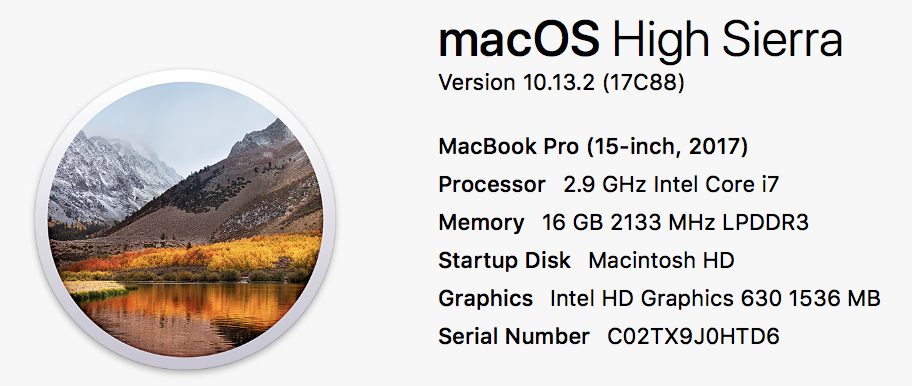 macOS High Sierra
Version 10.13.2 (17C88)
MacBook Pro (15-inch, 2017)
Processor 2.9 GHz Intel Core i7
Memory 16 GB 2133 MHz LPDDR3
Startup Disk Macintosh HD
Graphics Intel HD Graphics 630 1536 MB
Serial Number C02TX9J0HTD6